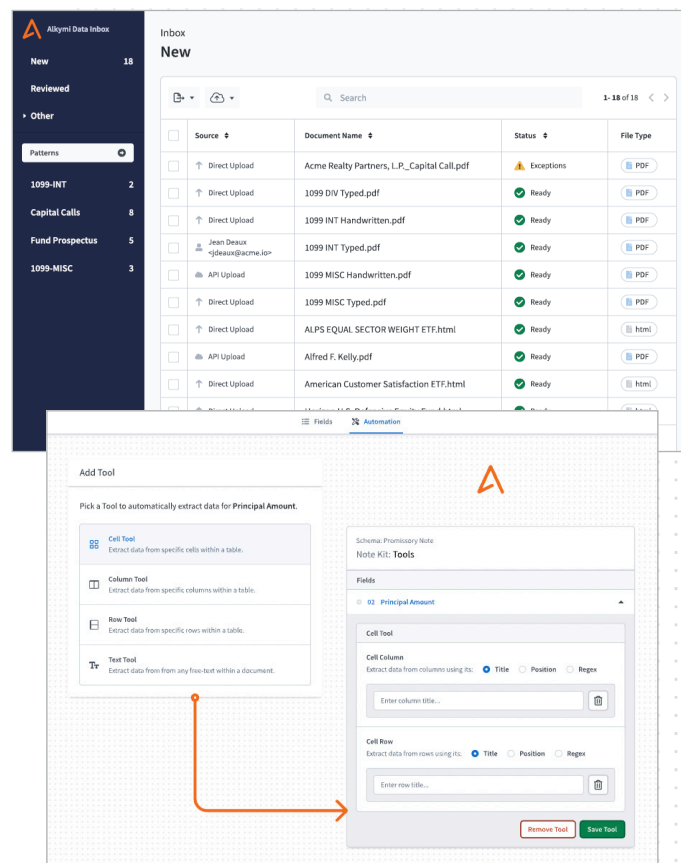 Alkymi Data Inbox
New 18
Reviewed
Other
Patterns
1099-INT 2
Capital Calls 8
Fund Prospectus 5
1099-MISC 3
Inbox
New
Search
1-18 of 18
Source Document Name Status File Type
Direct Upload Acme Realty Partners, L.P._Capital Call.pdf Exceptions PDF
Direct Upload 1099 DIV Typed.pdf Ready PDF
Direct Upload 1099 INT Handwritten.pdf Ready PDF
Jean Deaux
<jdeaux@acme.io> 1099 INT Typed.pdf Ready PDF
API Upload 1099 MISC Handwritten.pdf Ready PDF
Direct Upload 1099 MISC Typed.pdf Ready PDF
Direct Upload ALPS EQUAL SECTOR WEIGHT ETF.html Ready html
API Upload Alfred F. Kelly.pdf Ready PDF
Direct Upload American Customer Satisfaction ETF.html Ready html
Fields Automation
Add Tool
Pick a Tool to automatically extract data for Principal Amount.
Cell Tool
Extract data from specific cells within a table.
Column Tool
Extract data from specific columns within a table.
Row Tool
Extract data from specific rows within a table.
Text Tool
Extract data from from any free-text within a document.
Schema: Promissory Note
Note Kit: Tools
Fields
02 Principal Amount
Cell Tool
Cell Column
Extract data from columns using its: Title Position Regex
Enter column title...
Cell Row
Extract data from rows using its: Title Position Regex
Enter row title...
Remove Tool Save Tool